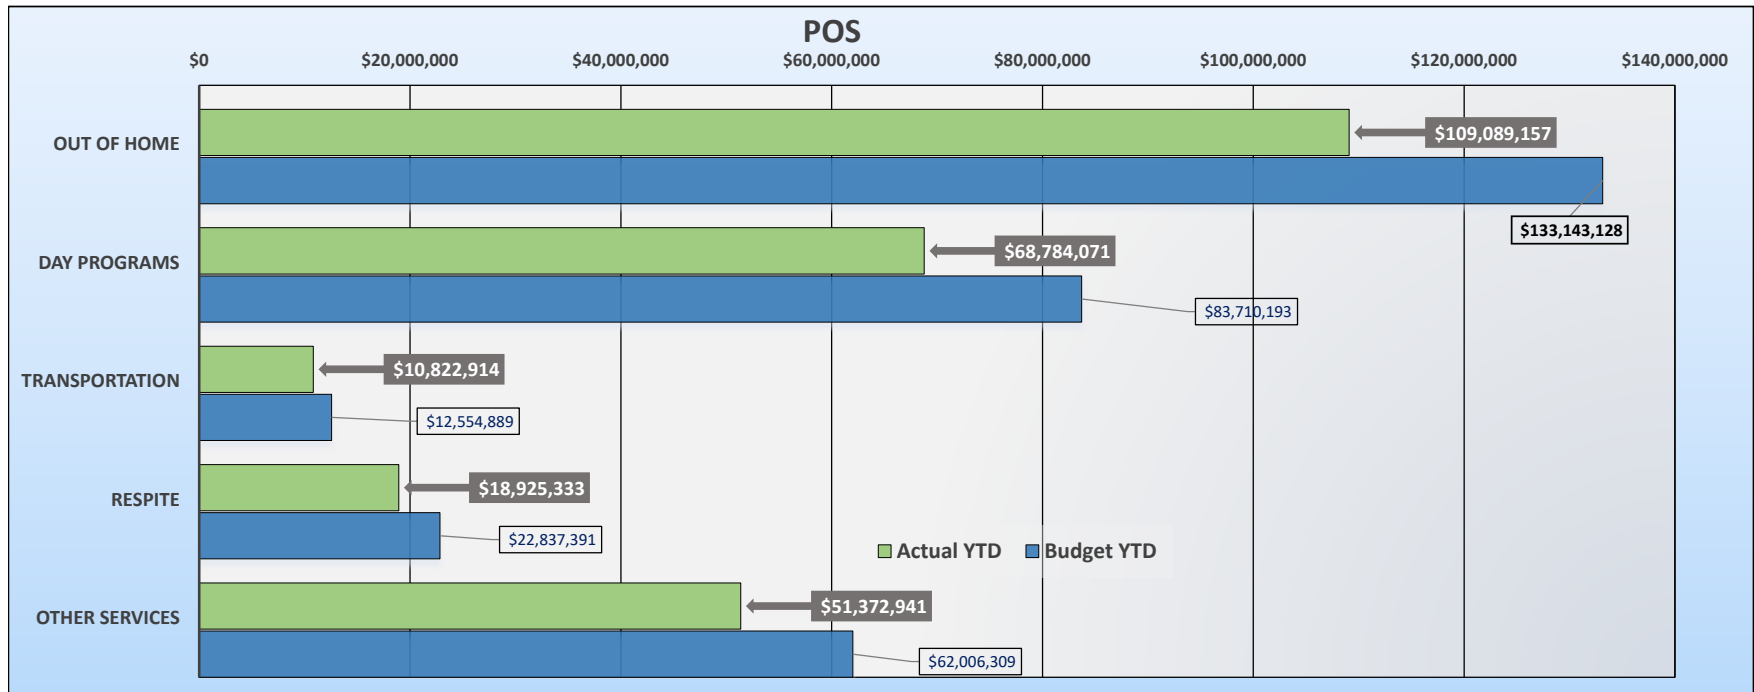 POS
$0 $20,000,000 $40,000,000 $60,000,000 $80,000,000 $100,000,000 $120,000,000 $140,000,000
OUT OF HOME
$109,089,157
$133,143,128
DAY PROGRAMS
$68,784,071
$83,710,193
TRANSPORTATION
$10,822,914
$12,554,889
RESPITE
$18,925,333
$22,837,391
Actual YTD Budget YTD
OTHER SERVICES
$51,372,941
$62,006,309